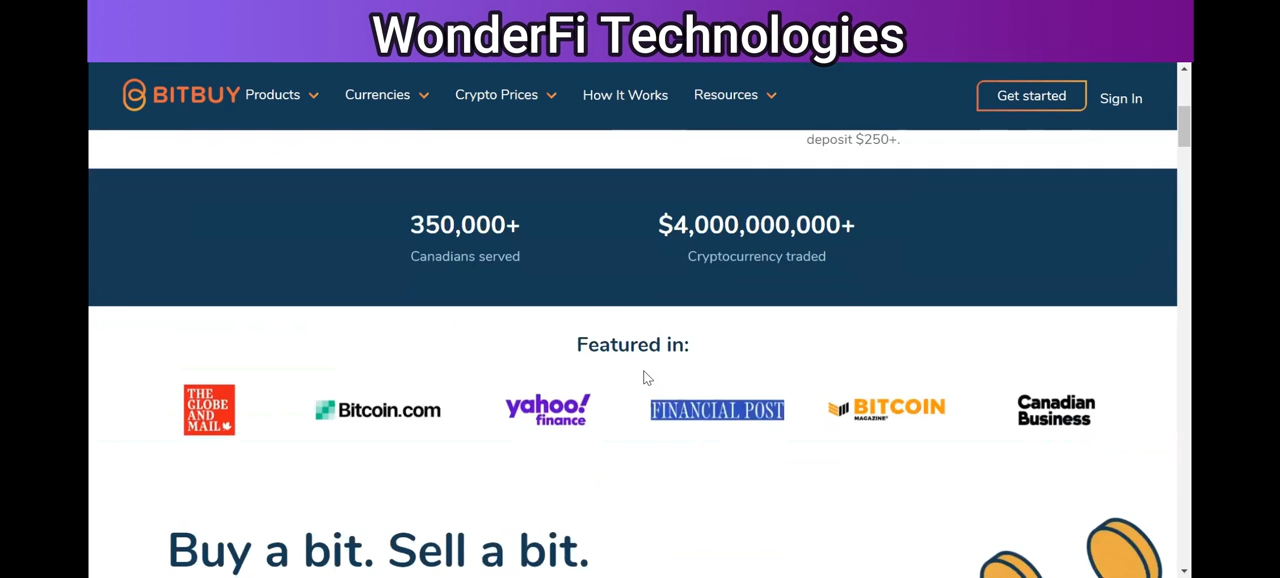 WonderFi Technologies
BITBUY Products Currencies Crypto Prices How It Works Resources Get started Sign In
deposit $250+.
350,000+ $4,000,000,000+
Canadians served Cryptocurrency traded
Featured in:
THE
GLOBE
AND
MAIL
Bitcoin.com
yahoo!
finance
FINANCIAL POST
BITCOIN
MAGAZINE
Canadian
Business
Buy a bit. Sell a bit.